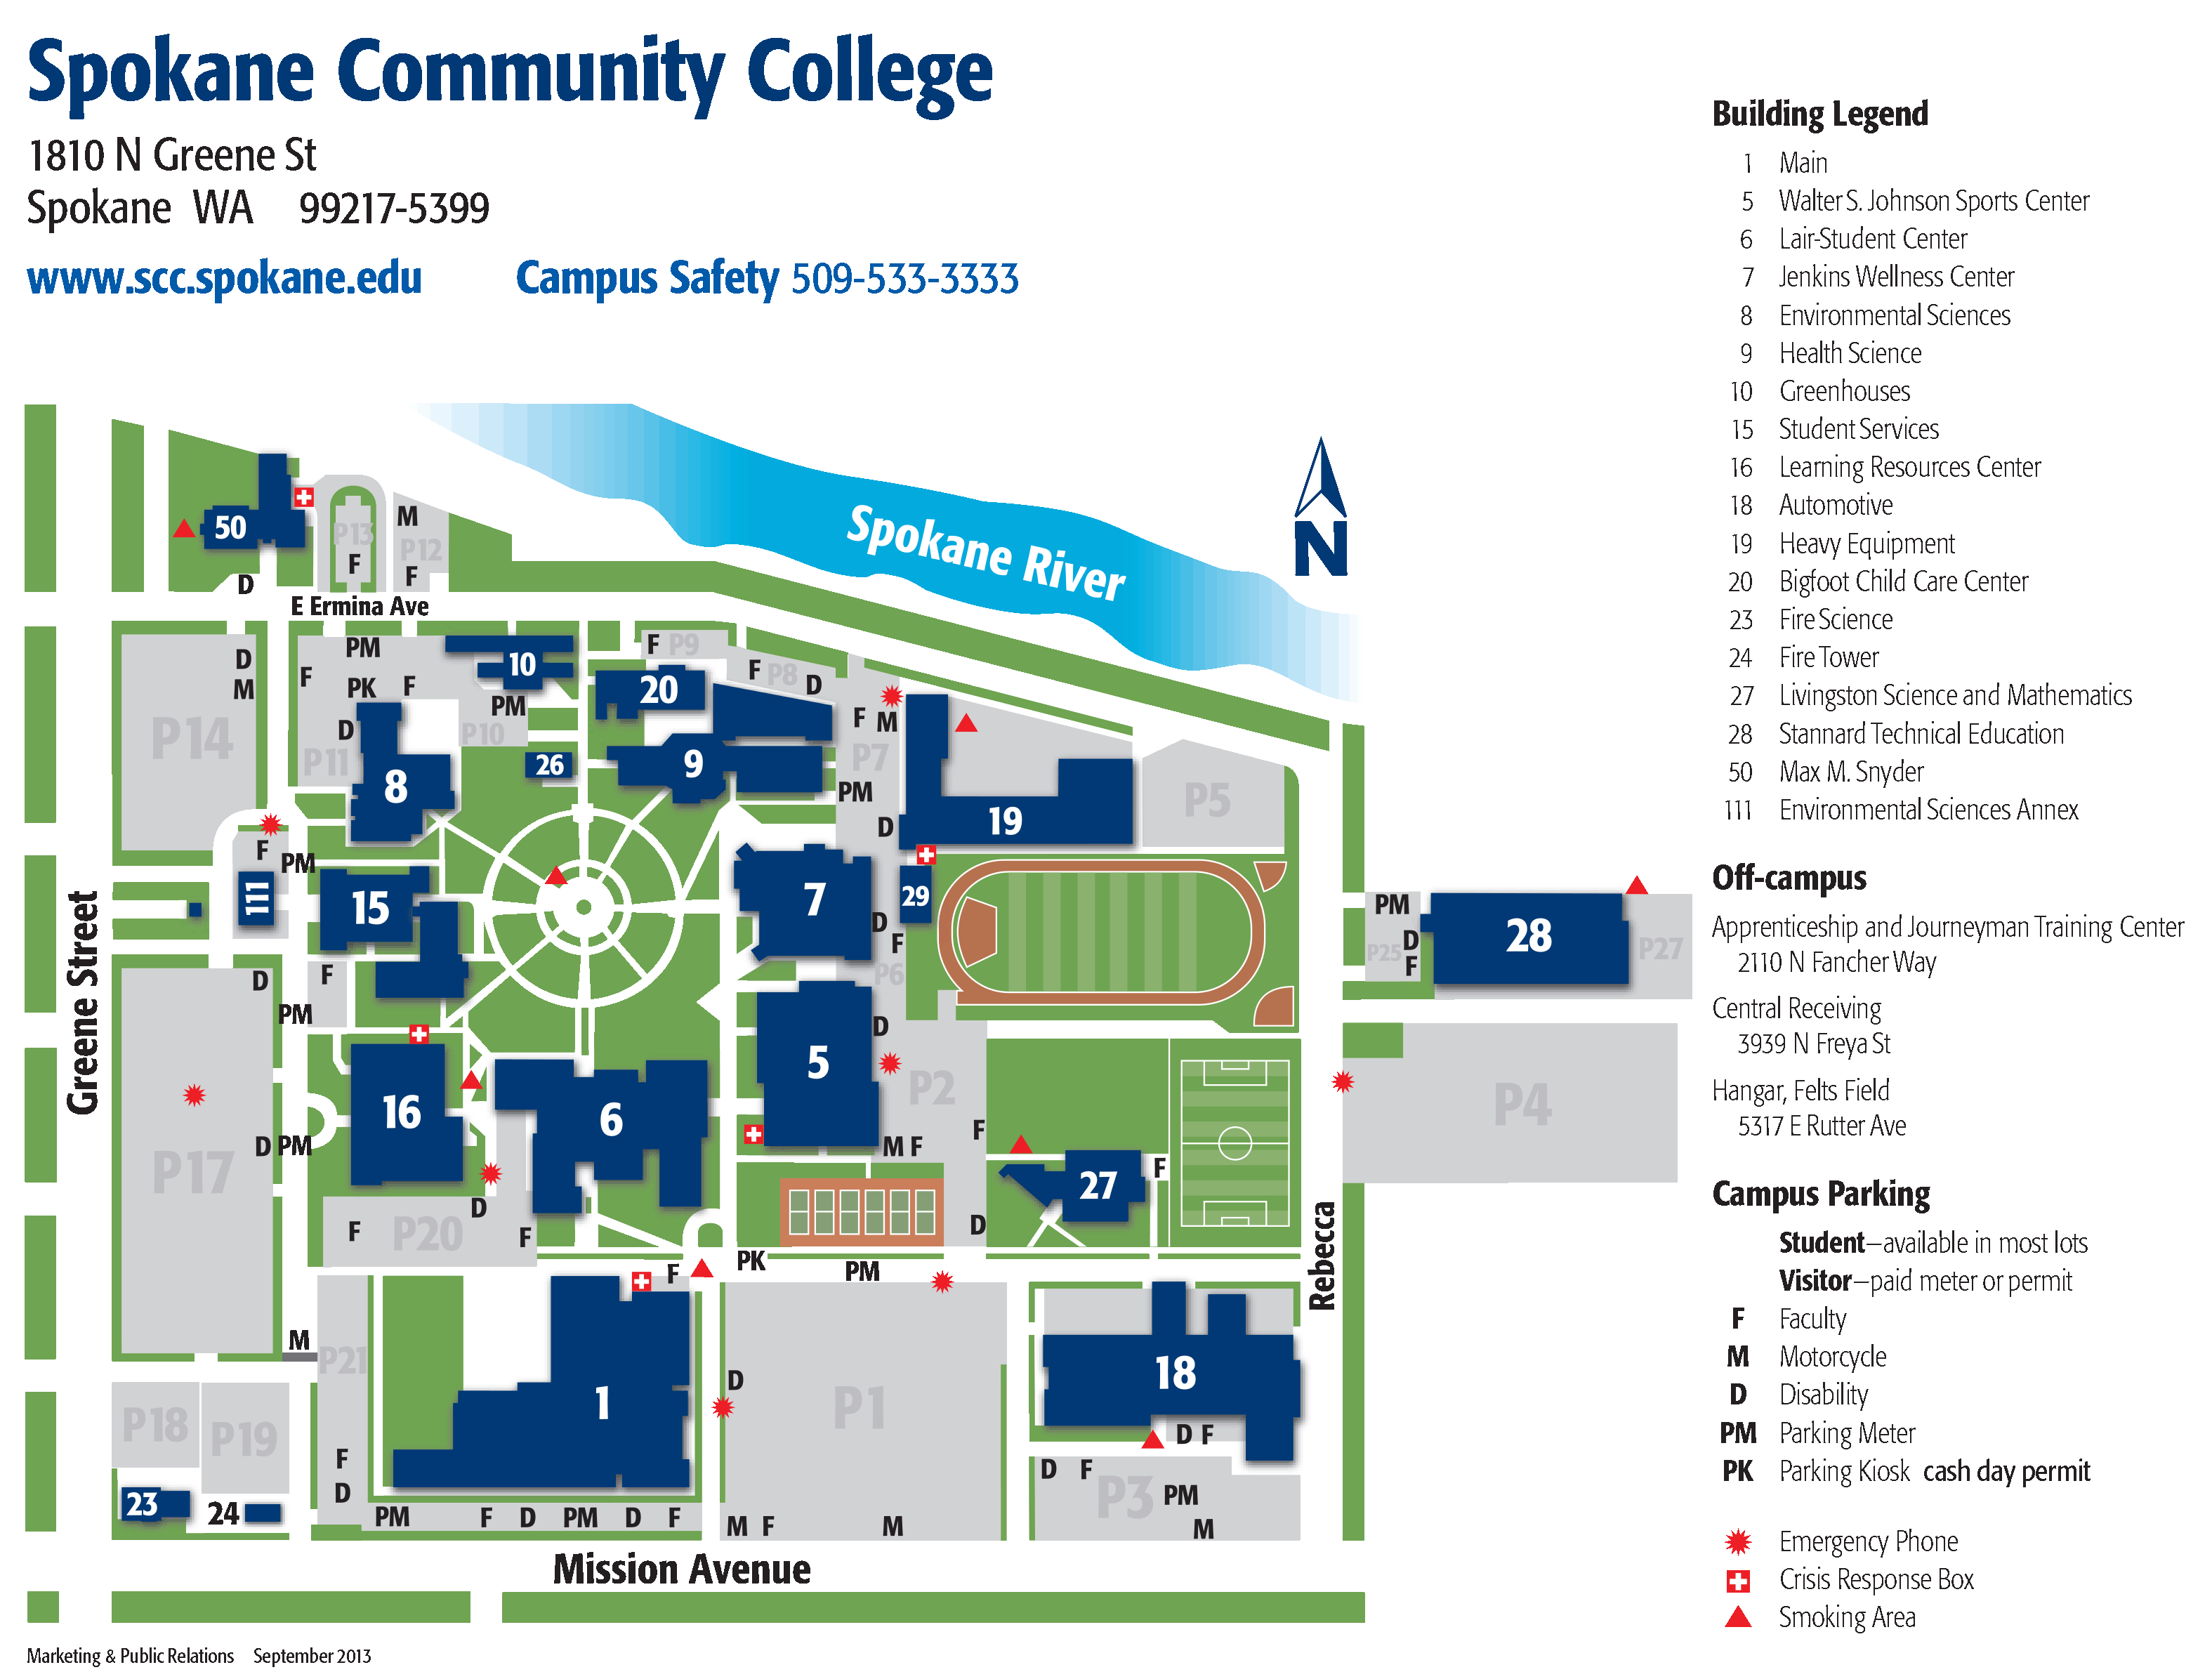 Spokane Community College
1810 N Greene St
Spokane WA 99217-5399
www.scc.spokane.edu Campus Safety 509-533-3333
Building Legend
1 Main
5 Walter S. Johnson Sports Center
6 Lair-Student Center
7 Jenkins Wellness Center
8 Environmental Sciences
9 Health Science
10 Greenhouses
15 Student Services
16 Learning Resources Center
18 Automotive
19 Heavy Equipment
20 Bigfoot Child Care Center
23 Fire Science
24 Fire Tower
27 Livingston Science and Mathematics
28 Stannard Technical Education
50 Max M. Snyder
111 Environmental Sciences Annex
Off-campus
Apprenticeship and Journeyman Training Center
2110 N Fancher Way
Central Receiving
3939 N Freya St
Hangar, Felts Field
5317 E Rutter Ave
Campus Parking
Student–available in most lots
Visitor–paid meter or permit
F Faculty
M Motorcycle
D Disability
PM Parking Meter
PK Parking Kiosk cash day permit
Emergency Phone
Crisis Response Box
Smoking Area
Spokane River
N
50
P13
M
P12
F
F
D
E Ermina Ave
D
M
P14
PM
F
PK
F
D
P11
8
10
PM
P10
26
F P9
20
F P8 D
9
F M
P7
PM
D
19
P5
F
PM
111
15
7
29
D
F
P6
PM
D
P25
F
28
P27
Greene Street
D
F
PM
P17
D PM
16
6
5
D
P2
F
M F
P4
27
F
D
D
F
P20
F
PK
PM
F
Rebecca
M
P21
P18
P19
23
24
F
D
1
D
P1
18
D F
D F
P3
PM
M
PM F D PM D F
M F M
Mission Avenue
Marketing & Public Relations September 2013